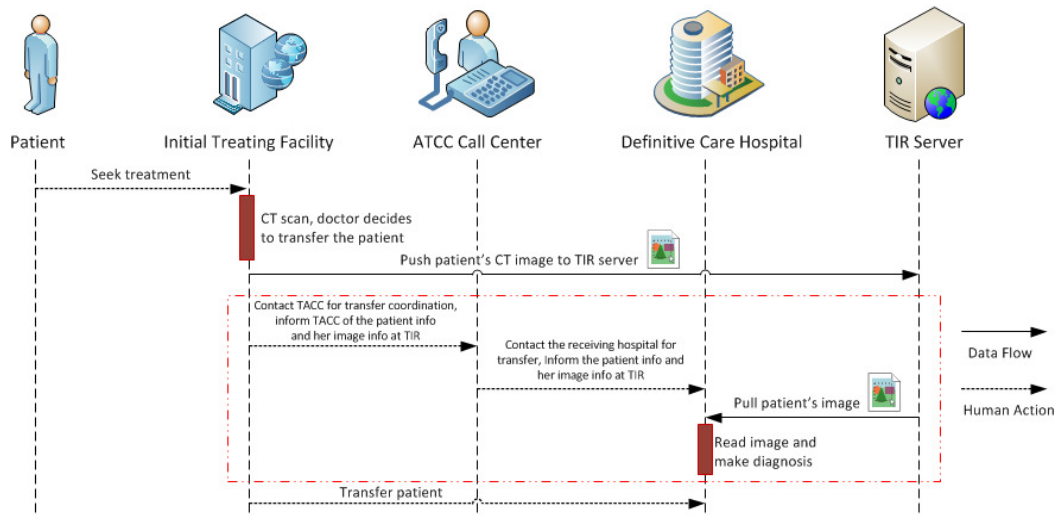 Patient
Initial Treating Facility
ATCC Call Center
Definitive Care Hospital
TIR Server
Seek treatment
CT scan, doctor decides
to transfer the patient
Push patient's CT image to TIR server
Contact TACC for transfer coordination,
inform TACC of the patient info
and her image info at TIR
Contact the receiving hospital for
transfer, Inform the patient info and
her image info at TIR
Data Flow
Human Action
Pull patient's image
Read image and
make diagnosis
Transfer patient